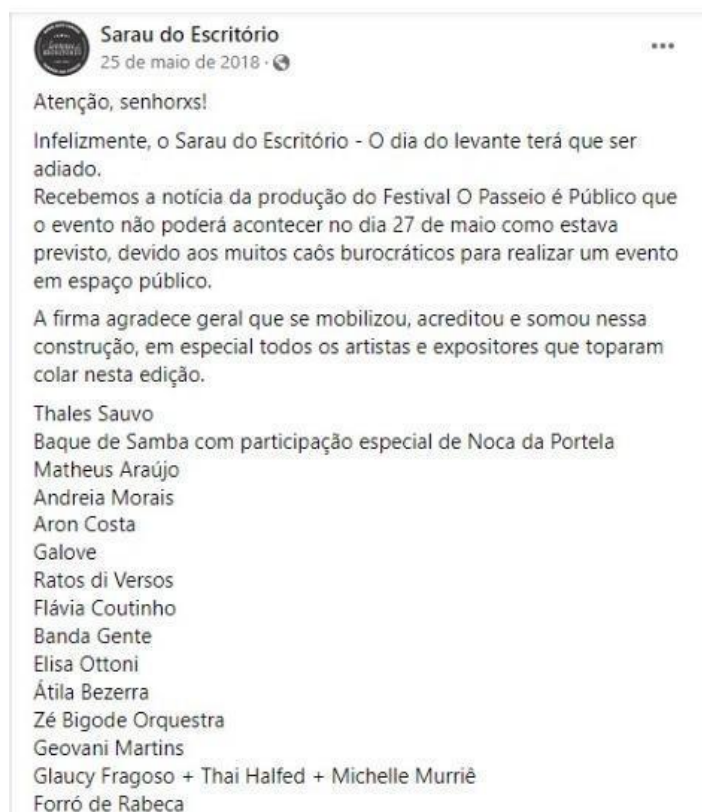 Sarau do Escritório
25 de maio de 2018 ·
Atenção, senhorxs!
Infelizmente, o Sarau do Escritório - O dia do levante terá que ser
adiado.
Recebemos a notícia da produção do Festival O Passeio é Público que
o evento não poderá acontecer no dia 27 de maio como estava
previsto, devido aos muitos caôs burocráticos para realizar um evento
em espaço público.
A firma agradece geral que se mobilizou, acreditou e somou nessa
construção, em especial todos os artistas e expositores que toparam
colar nesta edição.
Thales Sauvo
Baque de Samba com participação especial de Noca da Portela
Matheus Araújo
Andreia Morais
Aron Costa
Galove
Ratos di Versos
Flávia Coutinho
Banda Gente
Elisa Ottoni
Átila Bezerra
Zé Bigode Orquestra
Geovani Martins
Glaucy Fragoso + Thai Halfed + Michelle Murriê
Forró de Rabeca